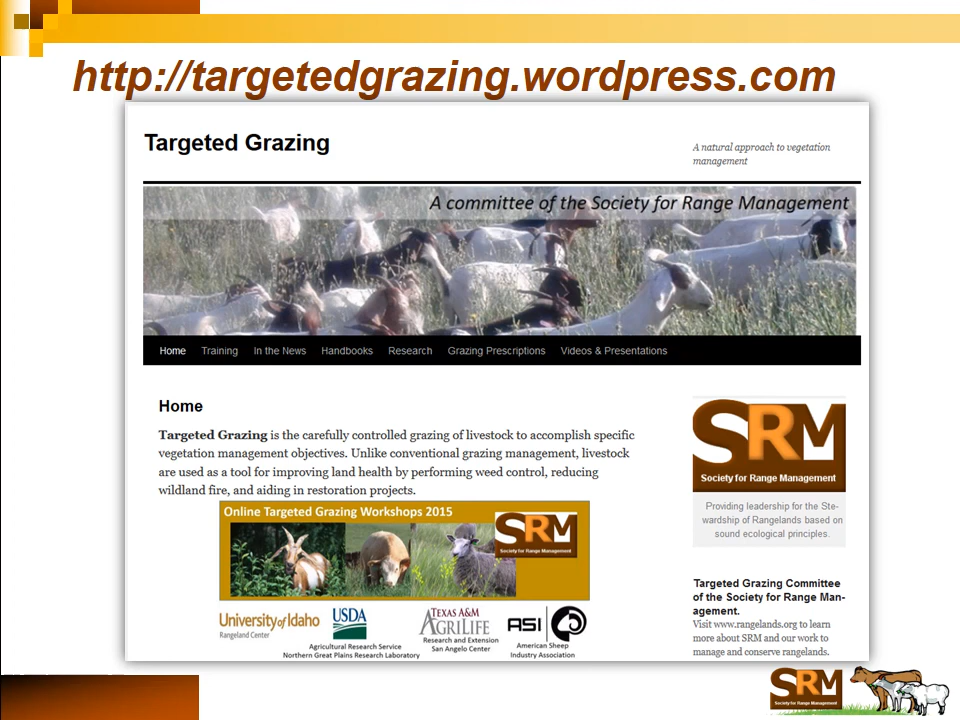 http://targetedgrazing.wordpress.com
Targeted Grazing
A natural approach to vegetation
management
A committee of the Society for Range Management
Home Training In the News Handbooks Research Grazing Prescriptions Videos & Presentations
Home
Targeted Grazing is the carefully controlled grazing of livestock to accomplish specific
vegetation management objectives. Unlike conventional grazing management, livestock
are used as a tool for improving land health by performing weed control, reducing
wildland fire, and aiding in restoration projects.
Online Targeted Grazing Workshops 2015
SRM
Society for Range Management
University of Idaho
Rangeland Center
USDA
Agricultural Research Service
Northern Great Plains Research Laboratory
TEXAS A&M
AGRILIFE
Research and Extension
San Angelo Center
ASI
American Sheep
Industry Association
SRM
Society for Range Management
Providing leadership for the Ste-
wardship of Rangelands based on
sound ecological principles.
Targeted Grazing Committee
of the Society for Range Man-
agement.
Visit www.rangelands.org to learn
more about SRM and our work to
manage and conserve rangelands.
SRM
Society for Range Management